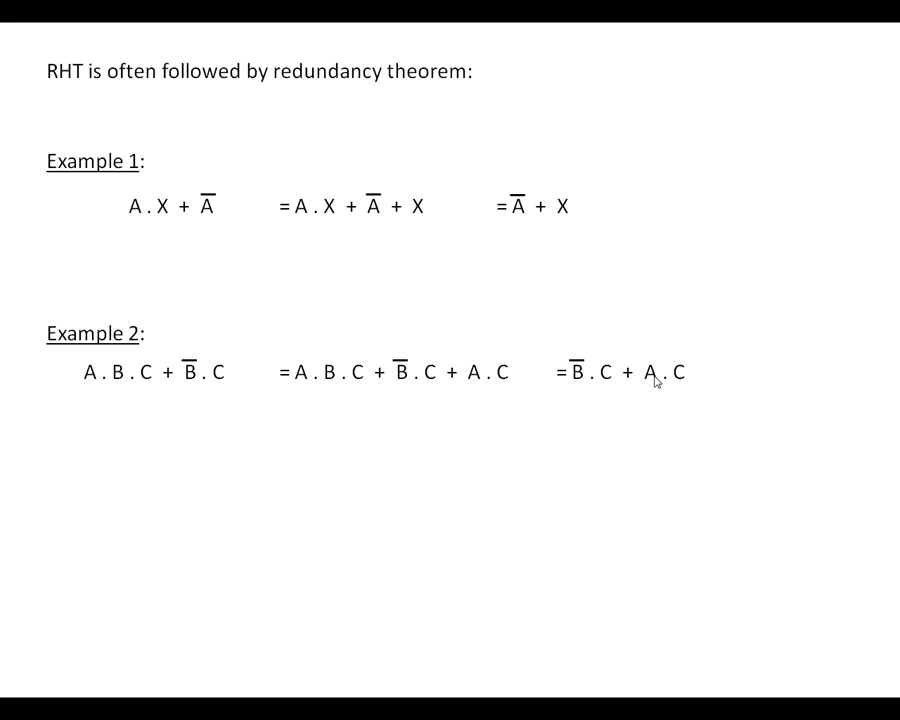 RHT is often followed by redundancy theorem:
Example 1:
A . X + A̅ = A . X + A̅ + X = A̅ + X
Example 2:
A . B . C + B̅ . C = A . B . C + B̅ . C + A . C = B̅ . C + A . C